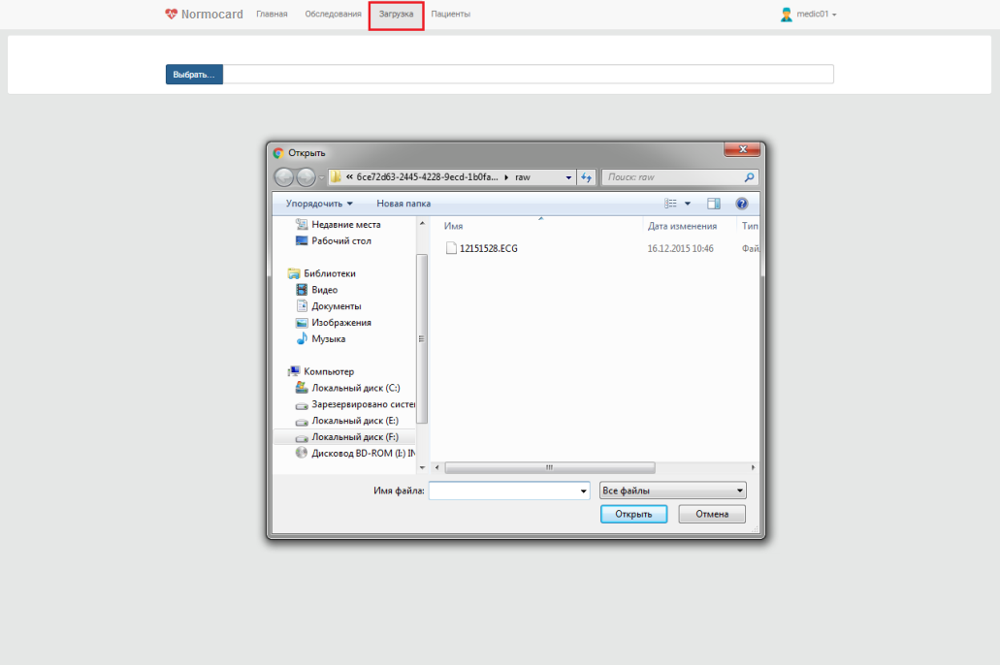 Normocard Главная Обследования Загрузка Пациенты medic01
Выбрать...
Открыть
« 6ce72d63-2445-4228-9ecd-1b0fa... raw Поиск: raw
Упорядочить Новая папка
Имя Дата изменения Тип
12151528.ECG 16.12.2015 10:46 Фай
Недавние места
Рабочий стол
Библиотеки
Видео
Документы
Изображения
Музыка
Компьютер
Локальный диск (C:)
Зарезервировано систе
Локальный диск (E:)
Локальный диск (F:)
Дисковод BD-ROM (I:) IN
Имя файла: Все файлы
Открыть Отмена